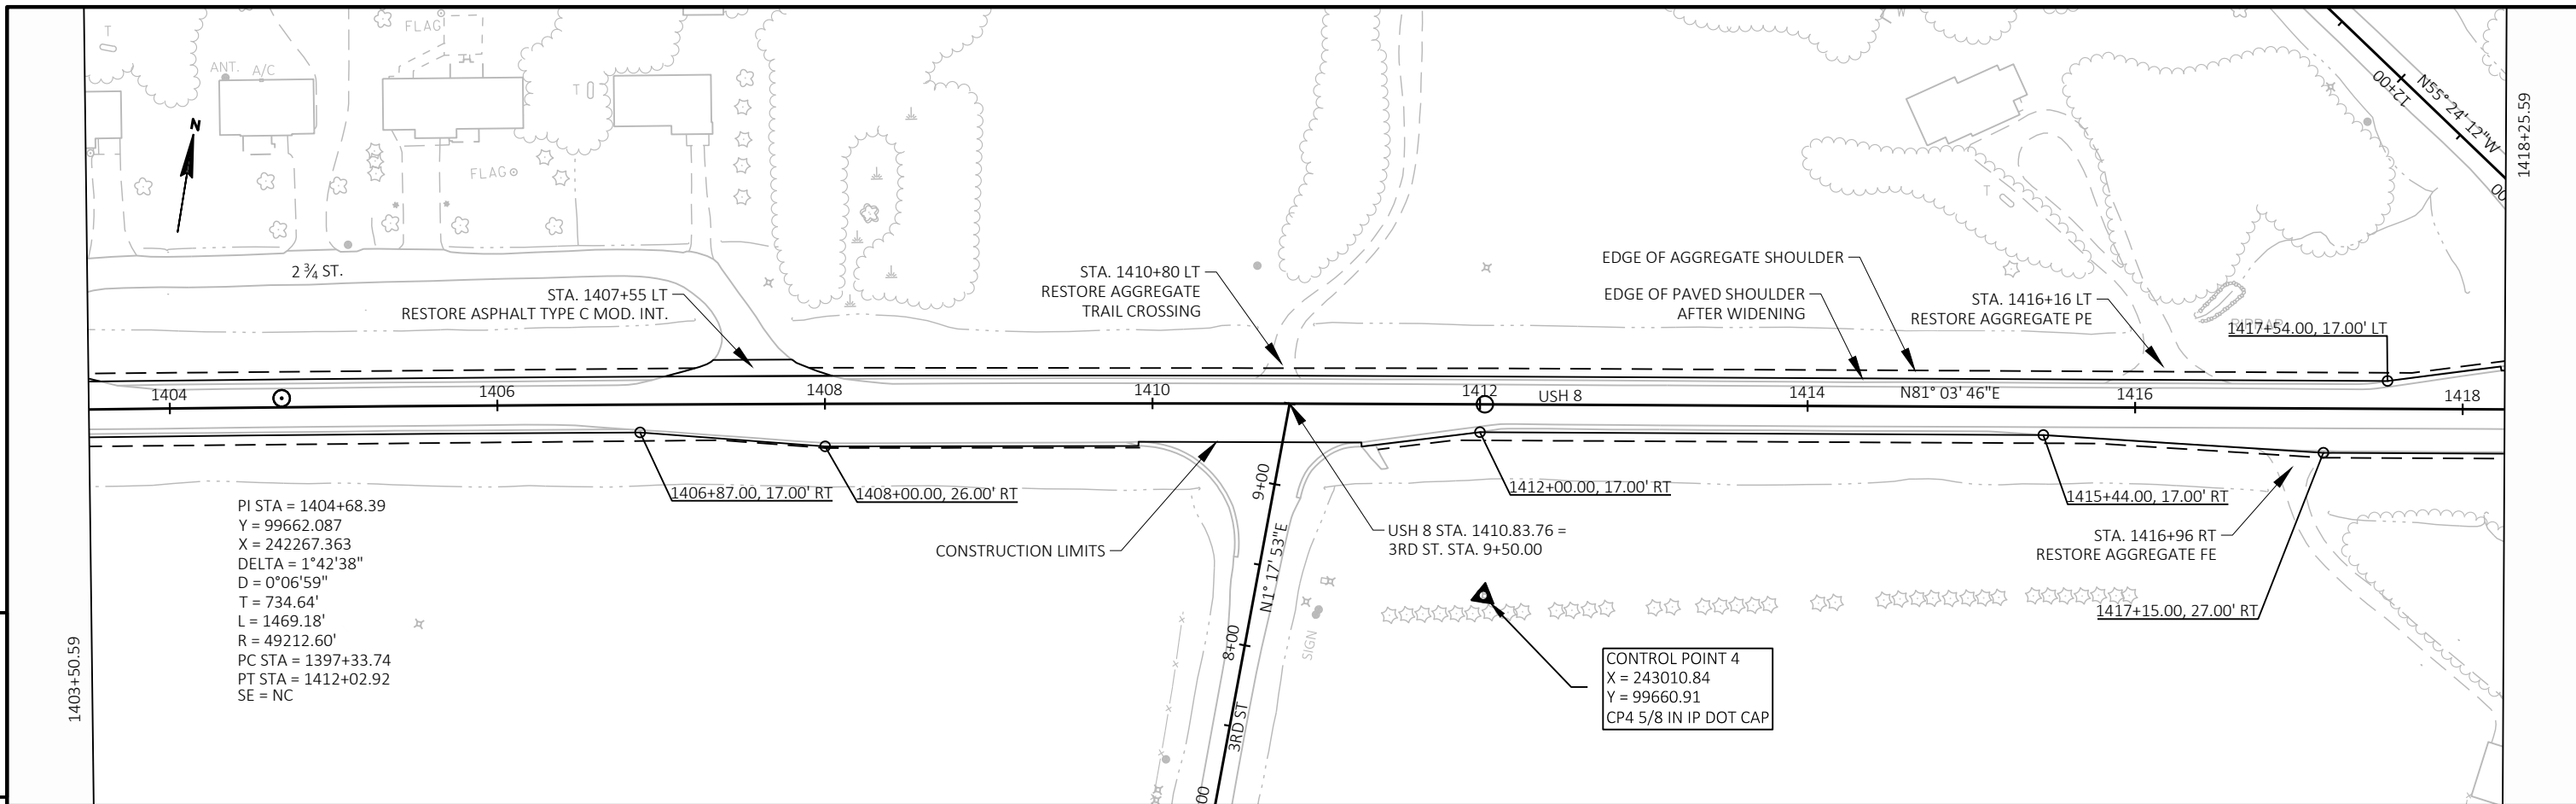 T
FLAG
ANT.
A/C
T
W
N
FLAG
T
2 ¾ ST.
STA. 1407+55 LT
RESTORE ASPHALT TYPE C MOD. INT.
STA. 1410+80 LT
RESTORE AGGREGATE
TRAIL CROSSING
EDGE OF AGGREGATE SHOULDER
EDGE OF PAVED SHOULDER
AFTER WIDENING
STA. 1416+16 LT
RESTORE AGGREGATE PE
RIPRAP
1417+54.00, 17.00' LT
12+00
N55° 24' 12"W
00
1418+25.59
1404
1406
1408
1410
1412
USH 8
1414
N81° 03' 46"E
1416
1418
1406+87.00, 17.00' RT
1408+00.00, 26.00' RT
1412+00.00, 17.00' RT
1415+44.00, 17.00' RT
1417+15.00, 27.00' RT
STA. 1416+96 RT
RESTORE AGGREGATE FE
CONSTRUCTION LIMITS
USH 8 STA. 1410.83.76 =
3RD ST. STA. 9+50.00
9+00
N1° 17' 53"E
8+00
3RD ST
00
SIGN
PI STA = 1404+68.39
Y = 99662.087
X = 242267.363
DELTA = 1°42'38"
D = 0°06'59"
T = 734.64'
L = 1469.18'
R = 49212.60'
PC STA = 1397+33.74
PT STA = 1412+02.92
SE = NC
1403+50.59
CONTROL POINT 4
X = 243010.84
Y = 99660.91
CP4 5/8 IN IP DOT CAP